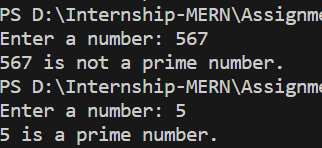 PS D:\Internship-MERN\Assignme
Enter a number: 567
567 is not a prime number.
PS D:\Internship-MERN\Assignme
Enter a number: 5
5 is a prime number.